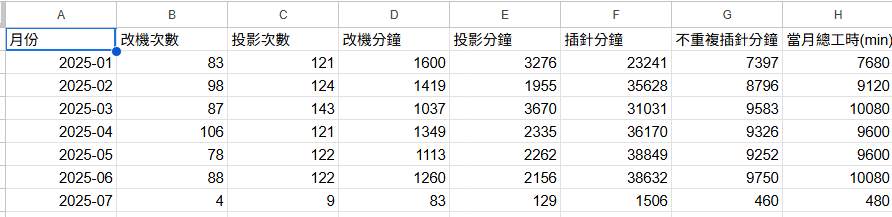 A B C D E F G H
月份 改機次數 投影次數 改機分鐘 投影分鐘 插針分鐘 不重複插針分鐘 當月總工時(min)
2025-01 83 121 1600 3276 23241 7397 7680
2025-02 98 124 1419 1955 35628 8796 9120
2025-03 87 143 1037 3670 31031 9583 10080
2025-04 106 121 1349 2335 36170 9326 9600
2025-05 78 122 1113 2262 38849 9252 9600
2025-06 88 122 1260 2156 38632 9750 10080
2025-07 4 9 83 129 1506 460 480